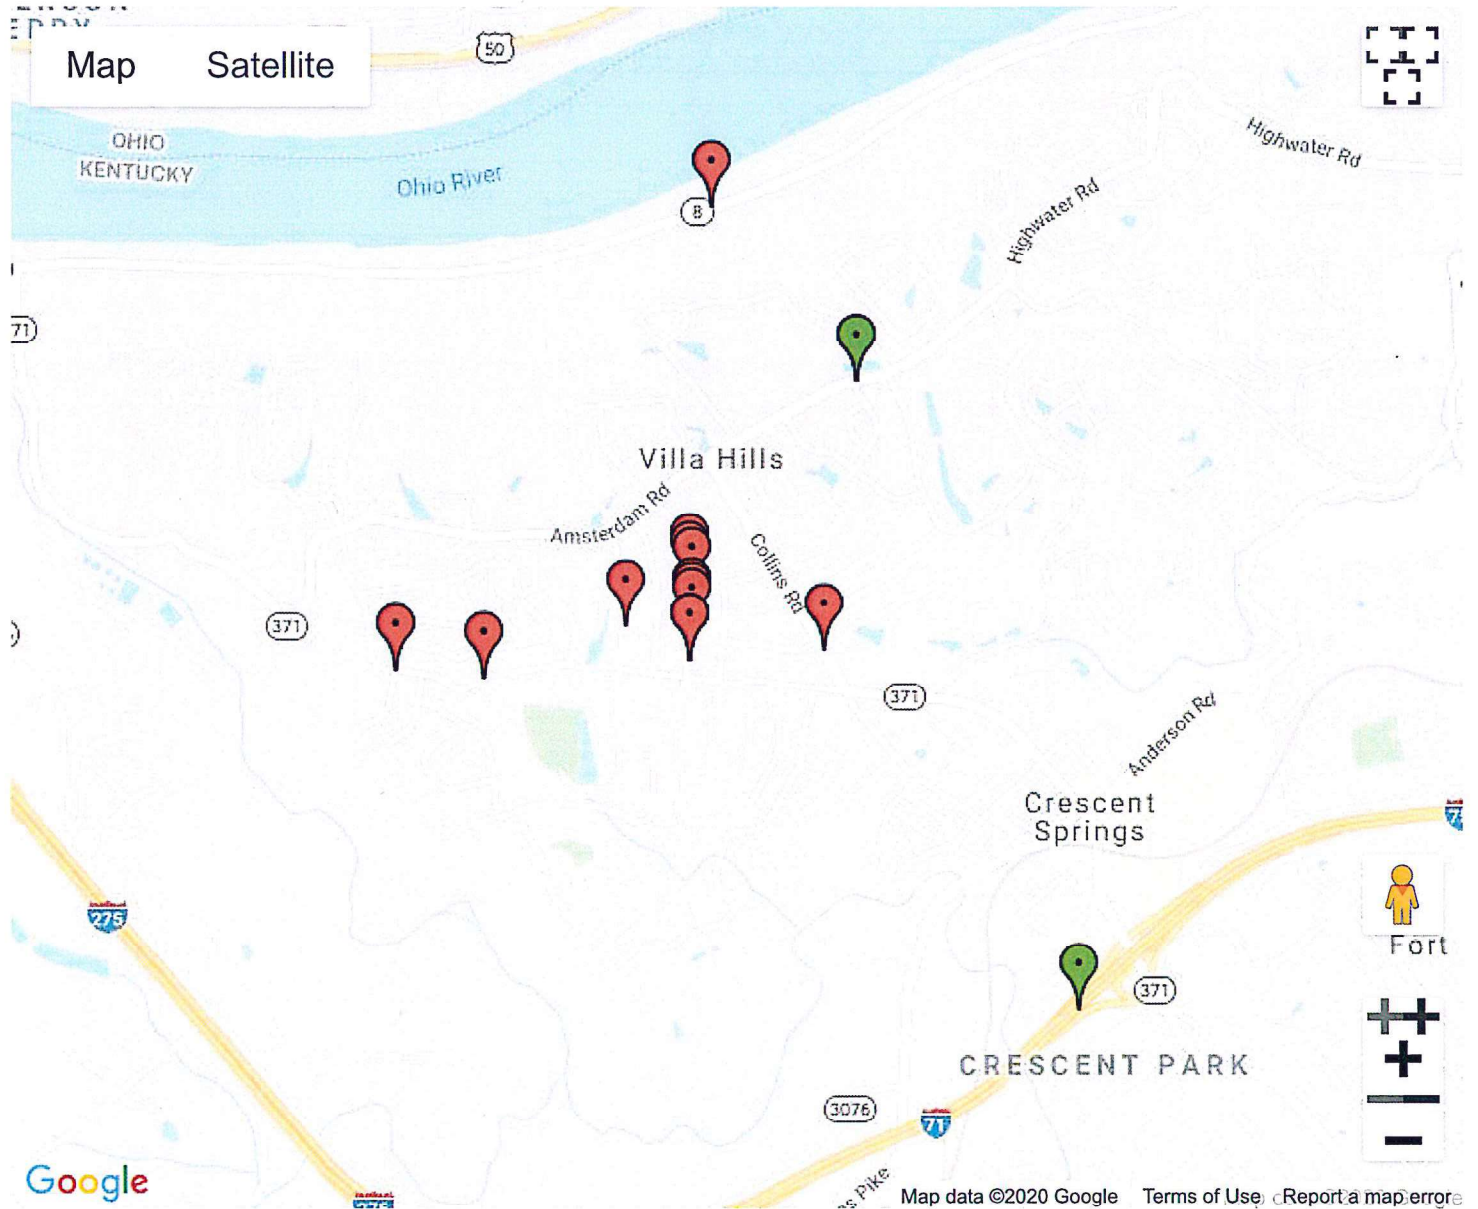 Map Satellite
50
OHIO
KENTUCKY
Ohio River
8
Highwater Rd
Highwater Rd
71
Villa Hills
Amsterdam Rd
Collins Rd
371
371
Anderson Rd
Crescent
Springs
275
Fort
371
CRESCENT PARK
3076
71
Pike
Google
Map data ©2020 Google Terms of Use Report a map error